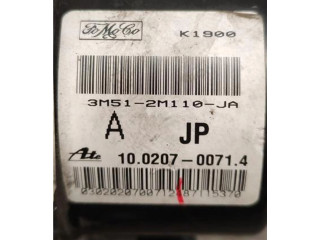 FoMoCo
K1900
3M51-2M110-JA
A JP
Ate 10.0207-0071.4